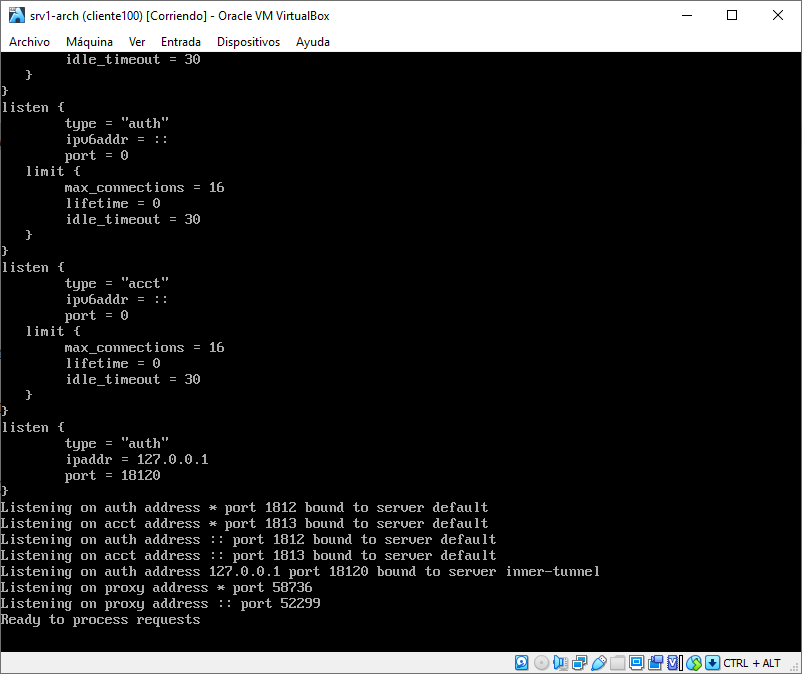 srv1-arch (cliente100) [Corriendo] - Oracle VM VirtualBox
Archivo Máquina Ver Entrada Dispositivos Ayuda
idle_timeout = 30
}
}
listen {
type = "auth"
ipv6addr = ::
port = 0
limit {
max_connections = 16
lifetime = 0
idle_timeout = 30
}
}
listen {
type = "acct"
ipv6addr = ::
port = 0
limit {
max_connections = 16
lifetime = 0
idle_timeout = 30
}
}
listen {
type = "auth"
ipaddr = 127.0.0.1
port = 18120
}
Listening on auth address * port 1812 bound to server default
Listening on acct address * port 1813 bound to server default
Listening on auth address :: port 1812 bound to server default
Listening on acct address :: port 1813 bound to server default
Listening on auth address 127.0.0.1 port 18120 bound to server inner-tunnel
Listening on proxy address * port 58736
Listening on proxy address :: port 52299
Ready to process requests
CTRL + ALT